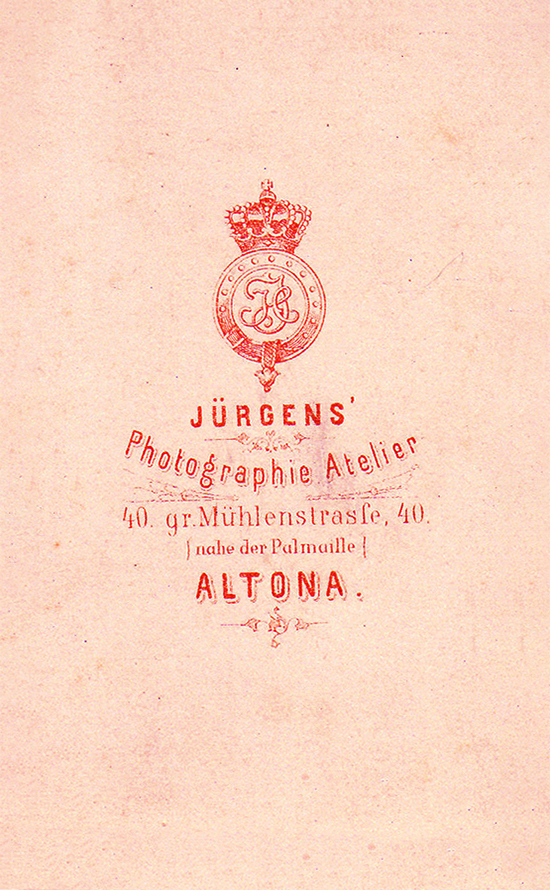 JÜRGENS'
Photographie Atelier
40. gr. Mühlenstrasse, 40.
(nahe der Palmaille)
ALTONA.